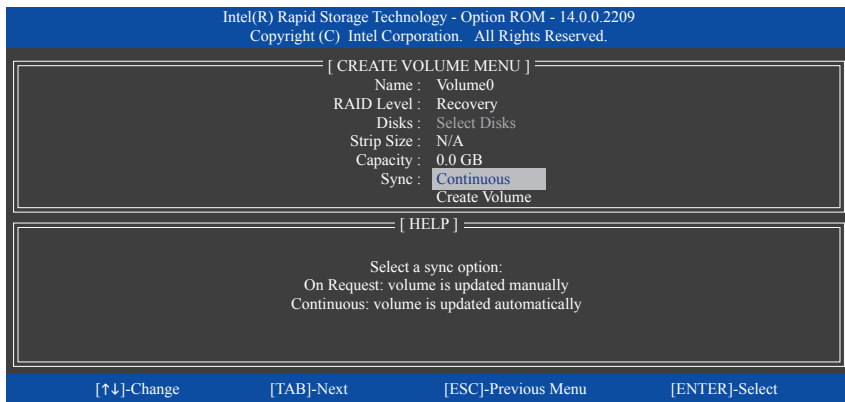 Intel(R) Rapid Storage Technology - Option ROM - 14.0.0.2209
Copyright (C) Intel Corporation. All Rights Reserved.
[ CREATE VOLUME MENU ]
Name : Volume0
RAID Level : Recovery
Disks : Select Disks
Strip Size : N/A
Capacity : 0.0 GB
Sync : Continuous
Create Volume
[ HELP ]
Select a sync option:
On Request: volume is updated manually
Continuous: volume is updated automatically
[↑↓]-Change [TAB]-Next [ESC]-Previous Menu [ENTER]-Select